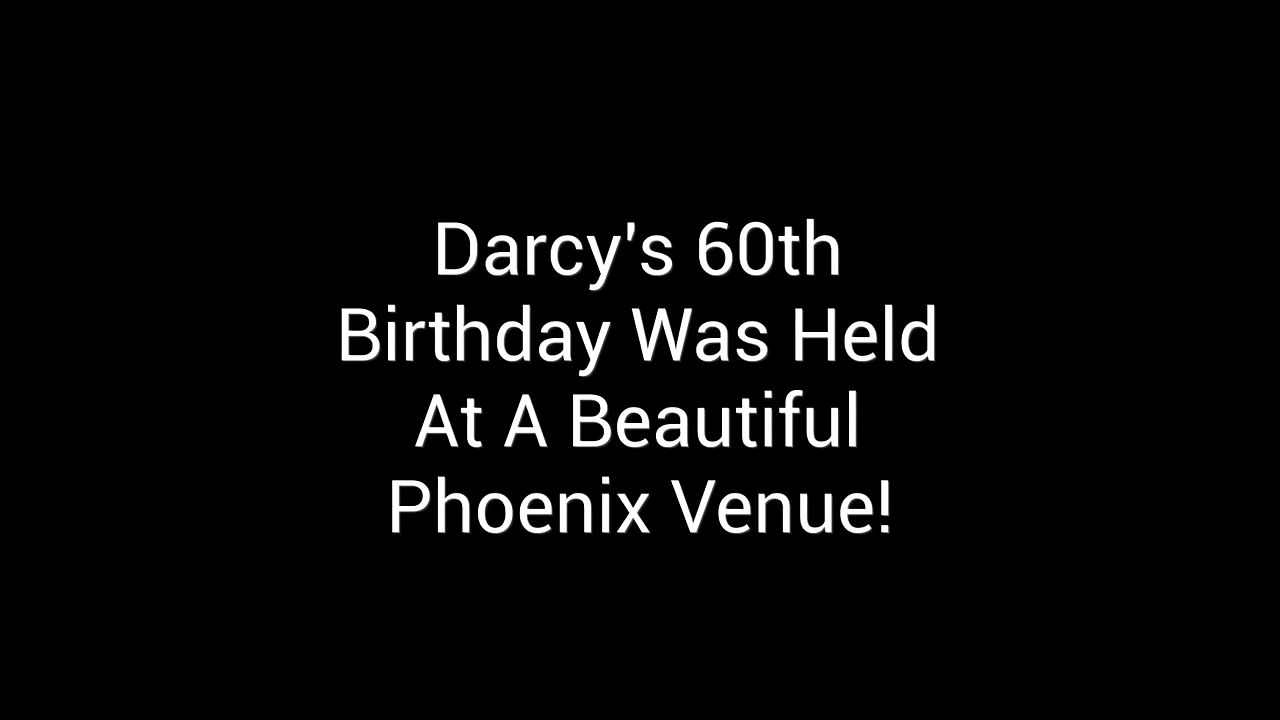 Darcy's 60th
Birthday Was Held
At A Beautiful
Phoenix Venue!